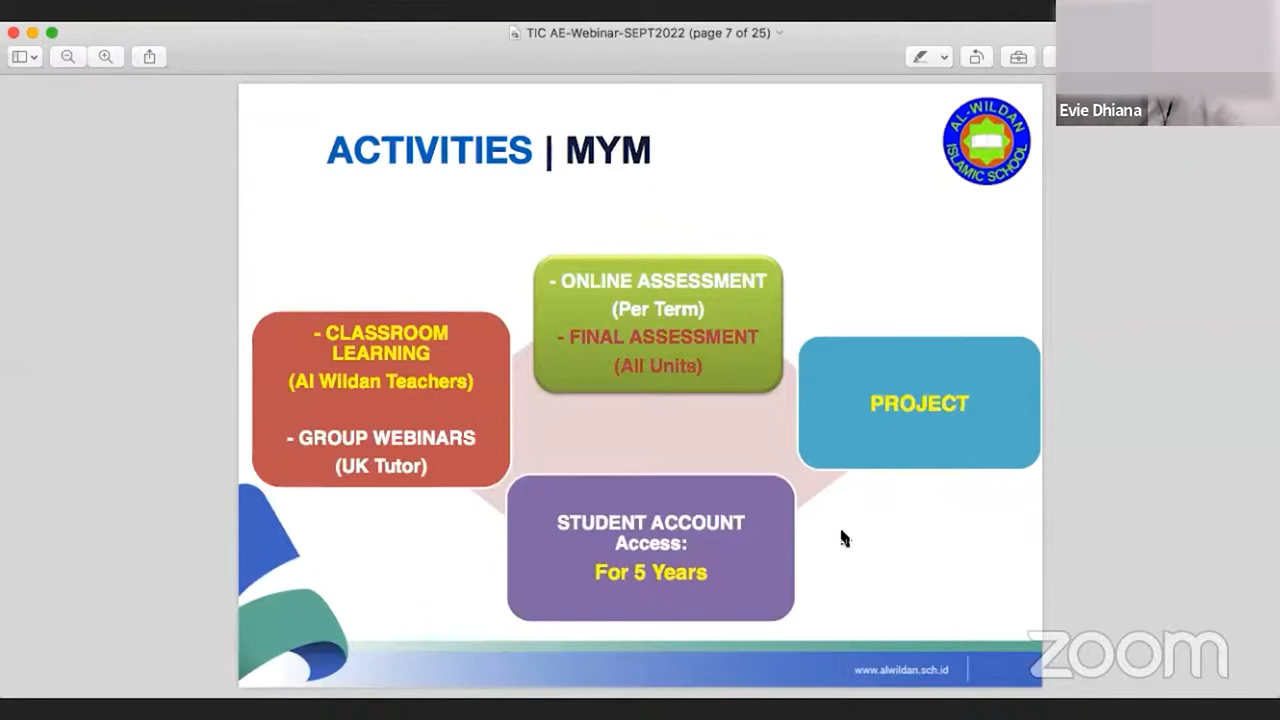 TIC AE-Webinar-SEPT2022 (page 7 of 25)
Evie Dhiana
ACTIVITIES | MYM
AL-WILDAN
ISLAMIC SCHOOL
- ONLINE ASSESSMENT
(Per Term)
- FINAL ASSESSMENT
(All Units)
- CLASSROOM
LEARNING
(Al Wildan Teachers)
- GROUP WEBINARS
(UK Tutor)
PROJECT
STUDENT ACCOUNT
Access:
For 5 Years
www.alwildan.sch.id
zoom